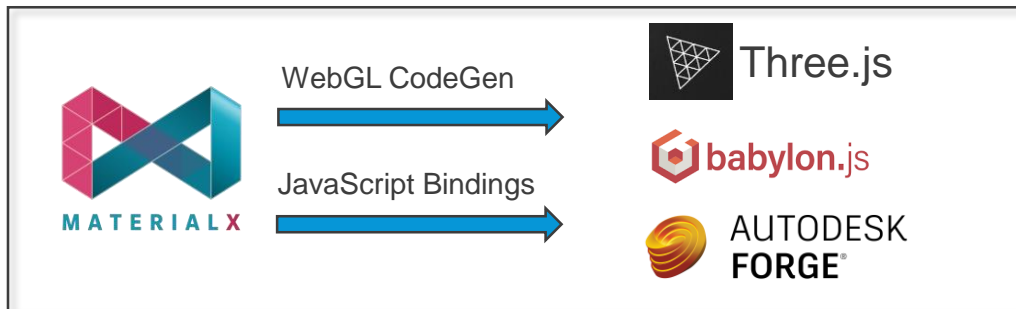 WebGL CodeGen
JavaScript Bindings
MATERIALX
Three.js
babylon.js
AUTODESK
FORGE®